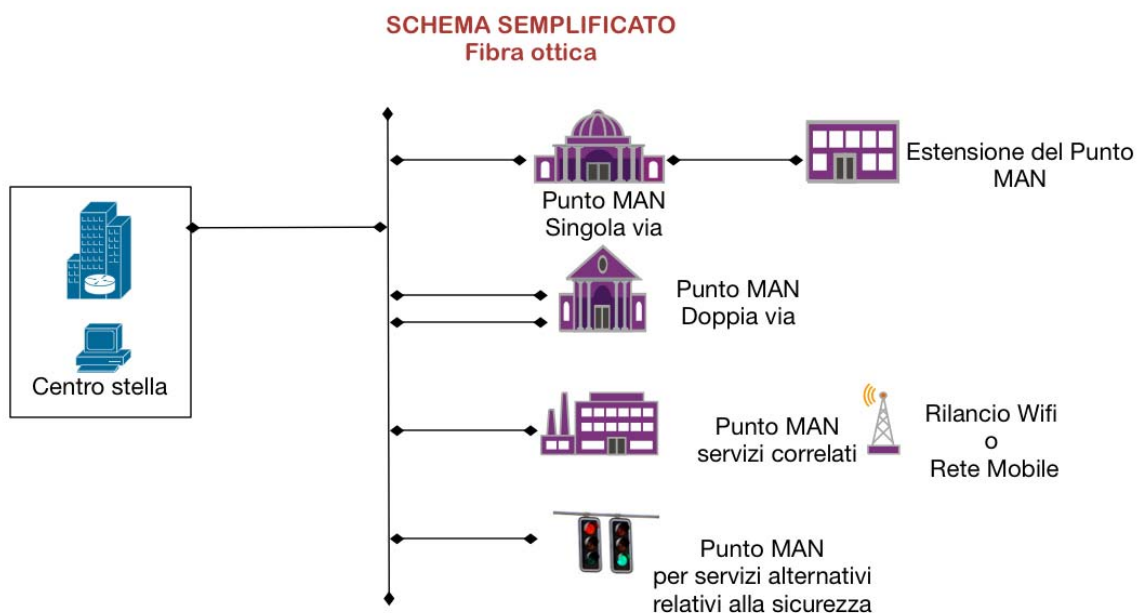 SCHEMA SEMPLIFICATO
Fibra ottica
Estensione del Punto
MAN
Punto MAN
Singola via
Centro stella
Punto MAN
Doppia via
Punto MAN
servizi correlati
Rilancio Wifi
o
Rete Mobile
Punto MAN
per servizi alternativi
relativi alla sicurezza